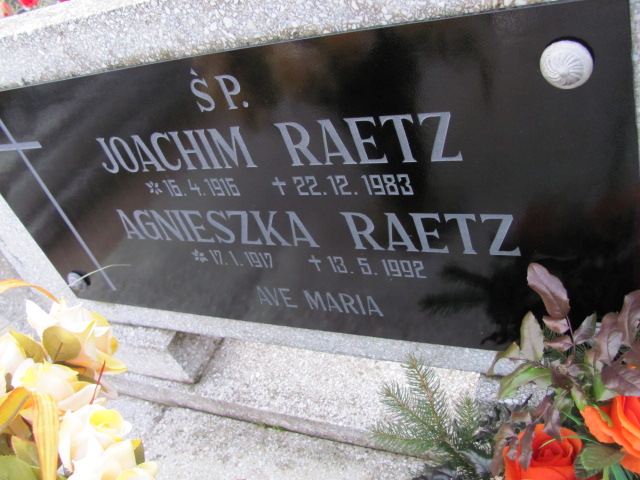 ŚP.
JOACHIM RAETZ
* 16. 4. 1916 + 22. 12. 1983
AGNIESZKA RAETZ
* 17. 1. 1917 + 13. 5. 1992
AVE MARIA